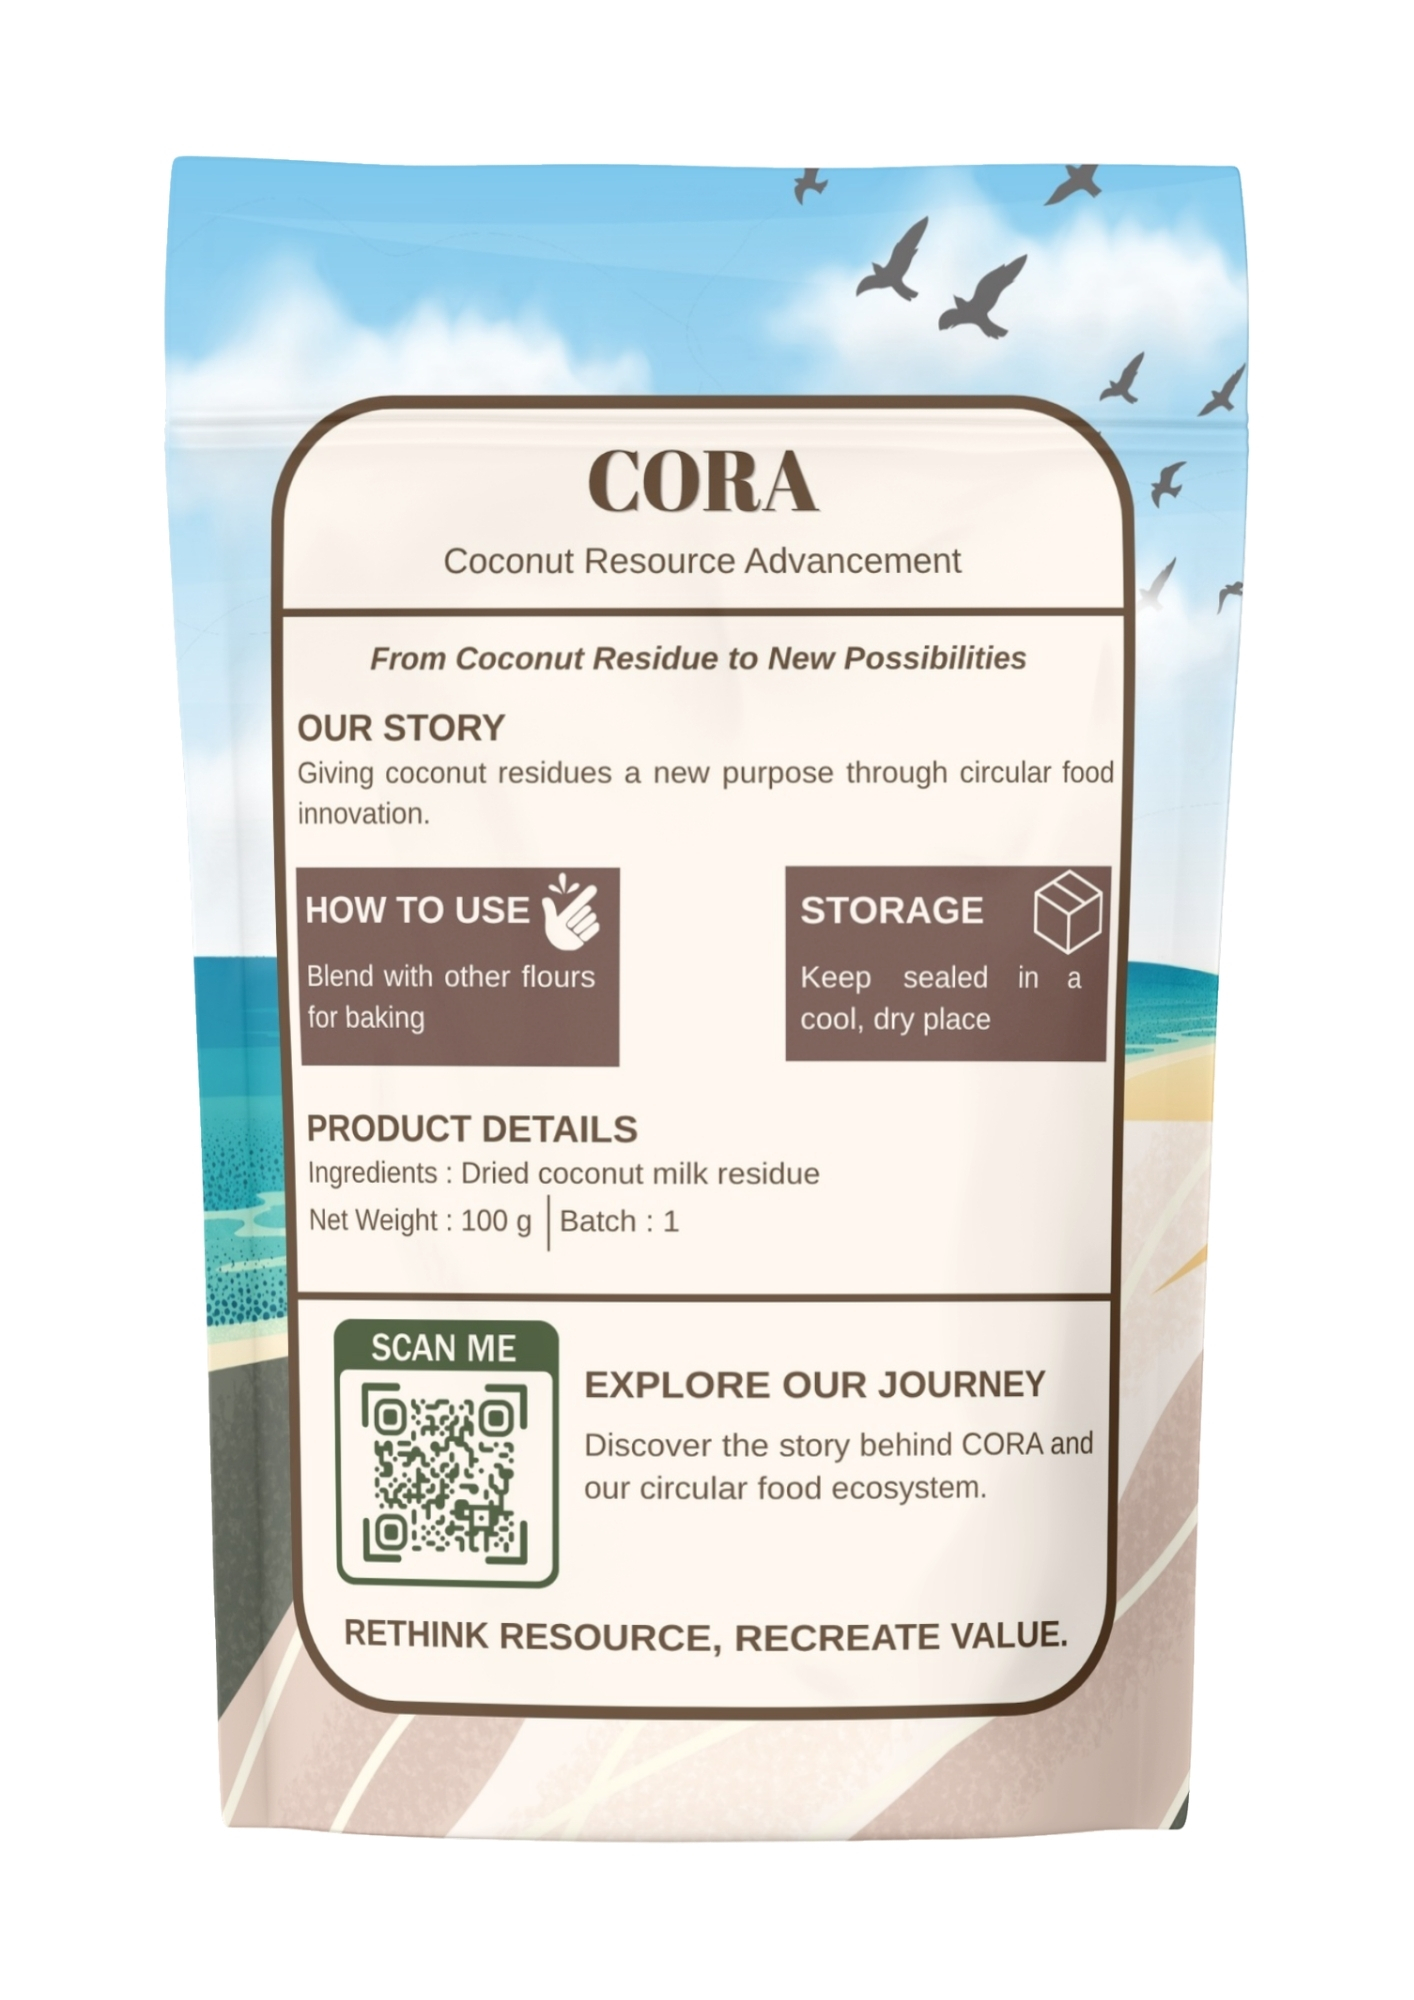 CORA
Coconut Resource Advancement
From Coconut Residue to New Possibilities
OUR STORY
Giving coconut residues a new purpose through circular food
innovation.
HOW TO USE
Blend with other flours
for baking
STORAGE
Keep sealed in a
cool, dry place
PRODUCT DETAILS
Ingredients : Dried coconut milk residue
Net Weight : 100 g | Batch : 1
SCAN ME
EXPLORE OUR JOURNEY
Discover the story behind CORA and
our circular food ecosystem.
RETHINK RESOURCE, RECREATE VALUE.